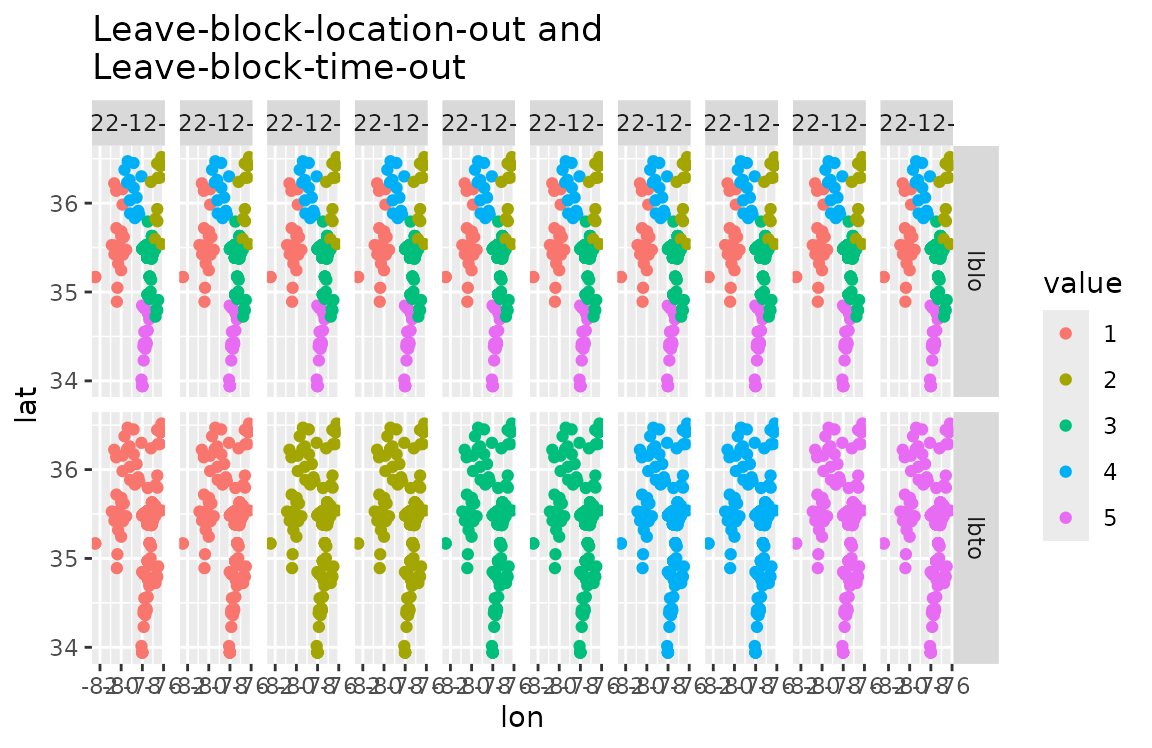 Leave-block-location-out and
Leave-block-time-out
22-12- 22-12- 22-12- 22-12- 22-12- 22-12- 22-12- 22-12- 22-12- 22-12-
36
35
34
lblo
36
35
34
lbto
lat
lon
value
1
2
3
4
5